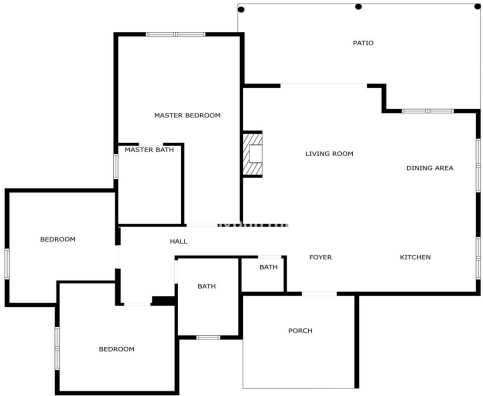 PATIO
MASTER BEDROOM
MASTER BATH
LIVING ROOM
DINING AREA
BEDROOM
HALL
FOYER
KITCHEN
BATH
BATH
PORCH
BEDROOM